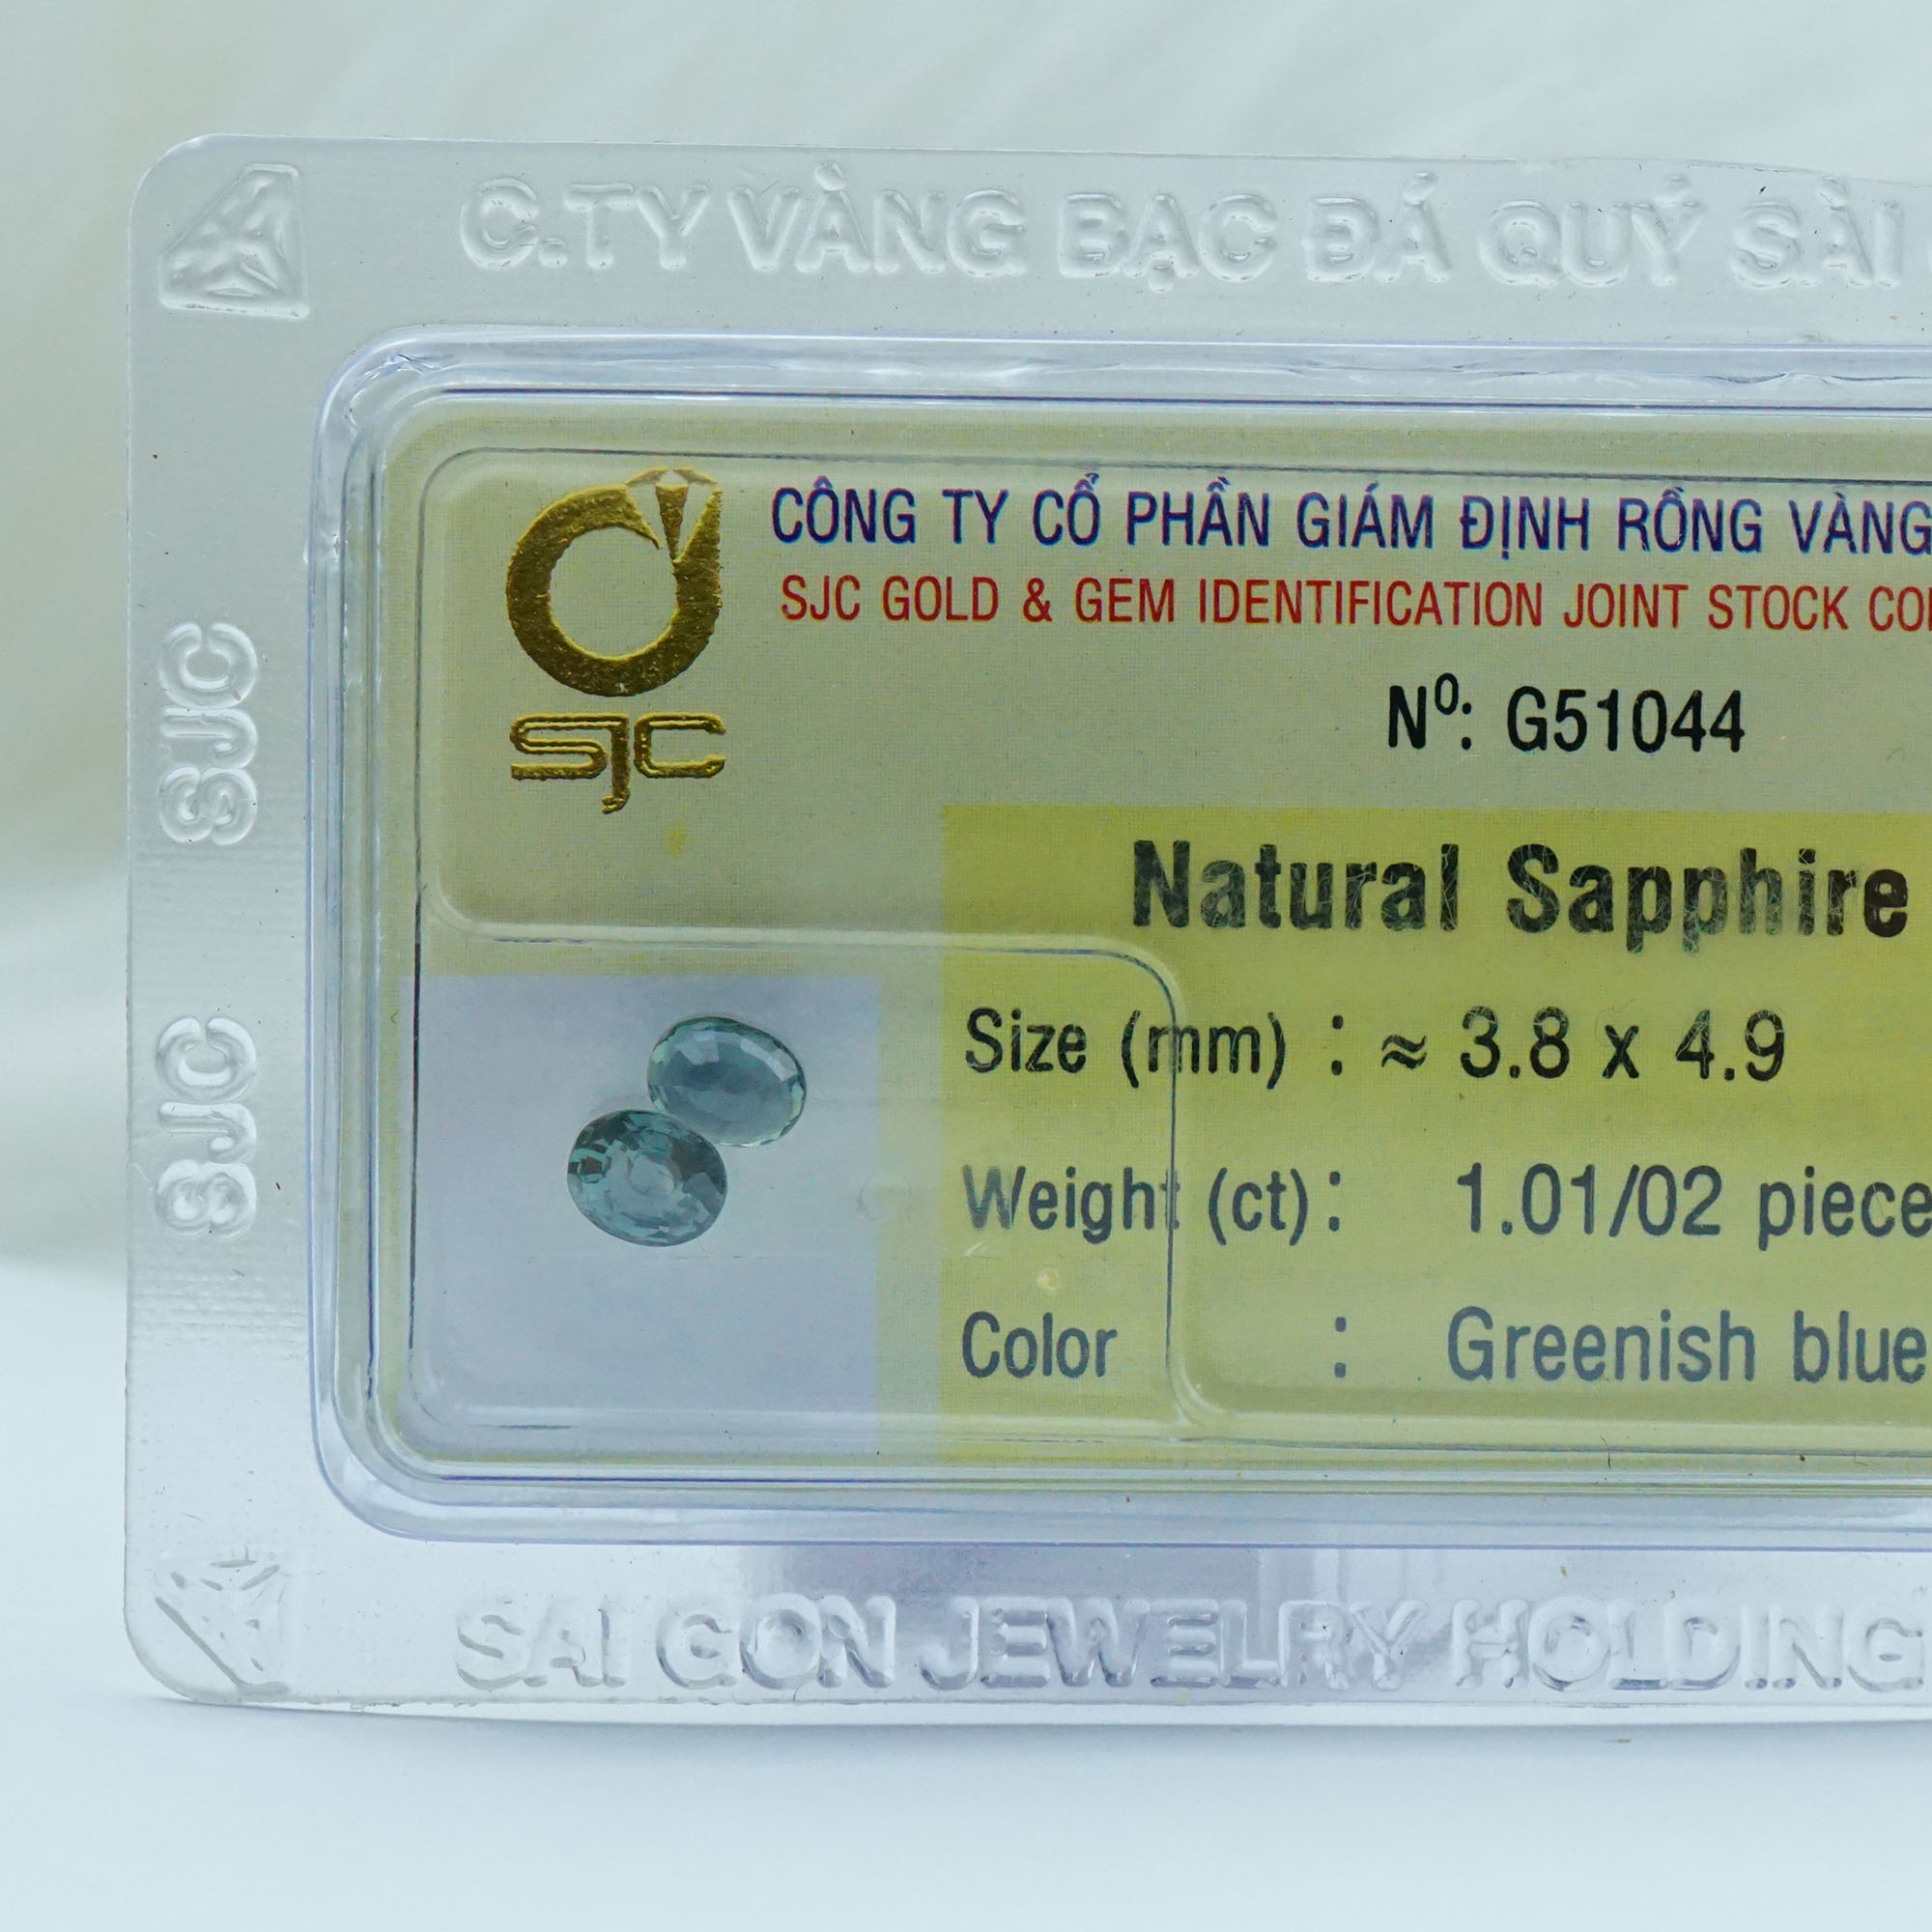 C.TY VÀNG BẠC ĐÁ QUÝ SÀI
CÔNG TY CỔ PHẦN GIÁM ĐỊNH RỒNG VÀNG
SJC GOLD & GEM IDENTIFICATION JOINT STOCK
SJC
Nº: G51044
Natural Sapphire
Size (mm) : ≈ 3.8 x 4.9
Weight (ct) : 1.01/02 piece
Color : Greenish blue
SJC
SJC
SAI GON JEWELRY HOLDING